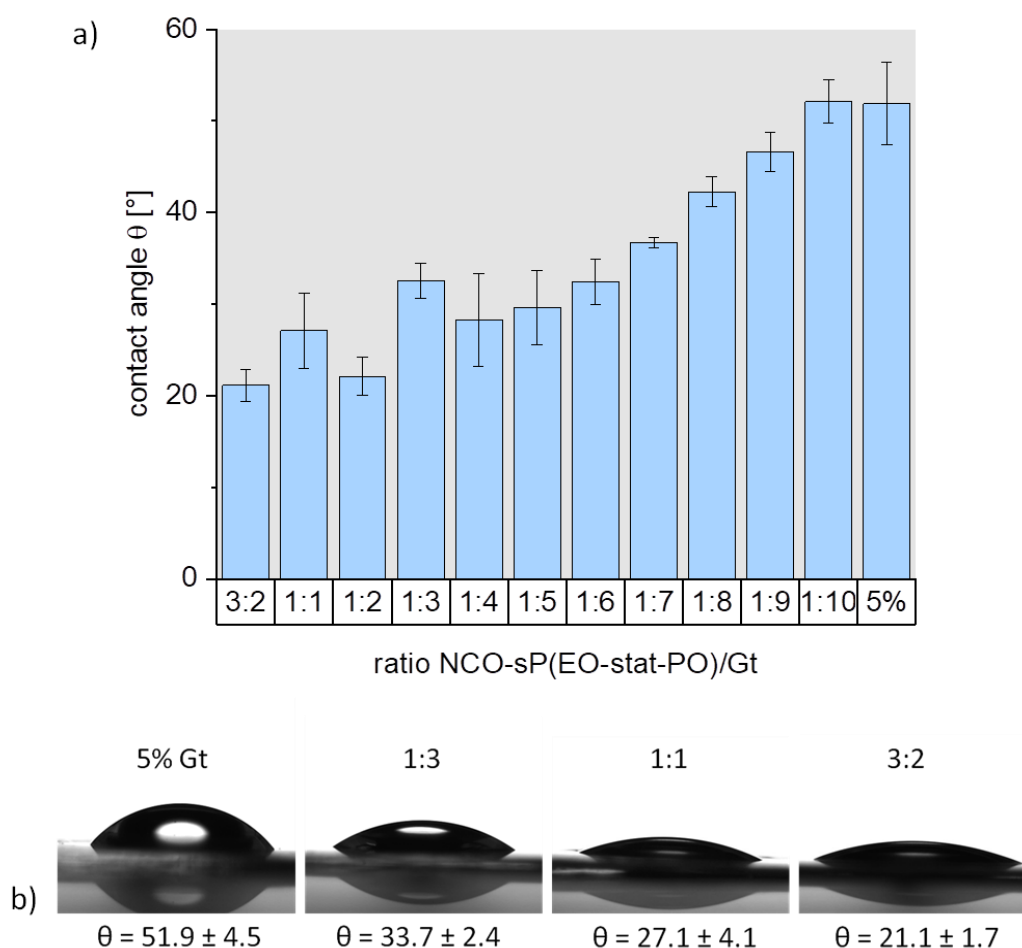 a)
contact angle θ [°]
60
40
20
0
3:2 1:1 1:2 1:3 1:4 1:5 1:6 1:7 1:8 1:9 1:10 5%
ratio NCO-sP(EO-stat-PO)/Gt
5% Gt 1:3 1:1 3:2
b)
θ = 51.9 ± 4.5 θ = 33.7 ± 2.4 θ = 27.1 ± 4.1 θ = 21.1 ± 1.7